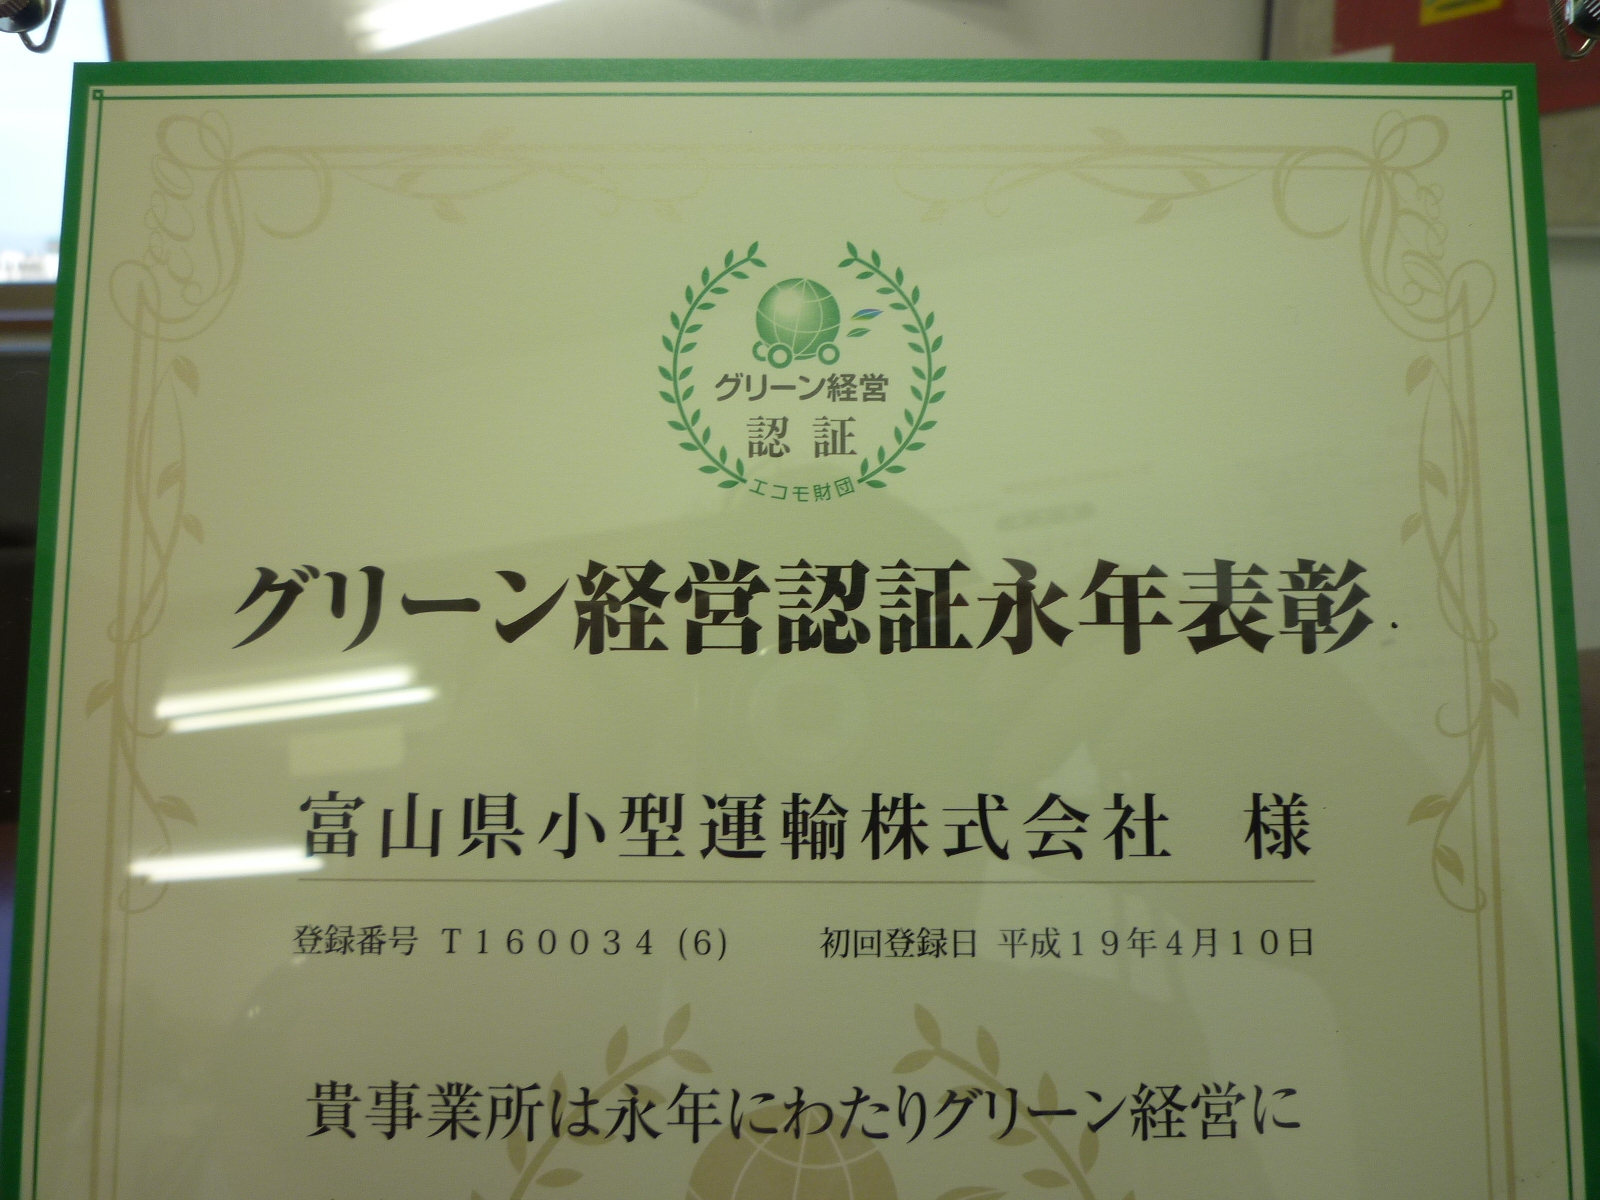 グリーン経営
認証
エコモ財団
グリーン経営認証永年表彰
富山県小型運輸株式会社 様
登録番号 T160034 (6) 初回登録日 平成19年4月10日
貴事業所は永年にわたりグリーン経営に